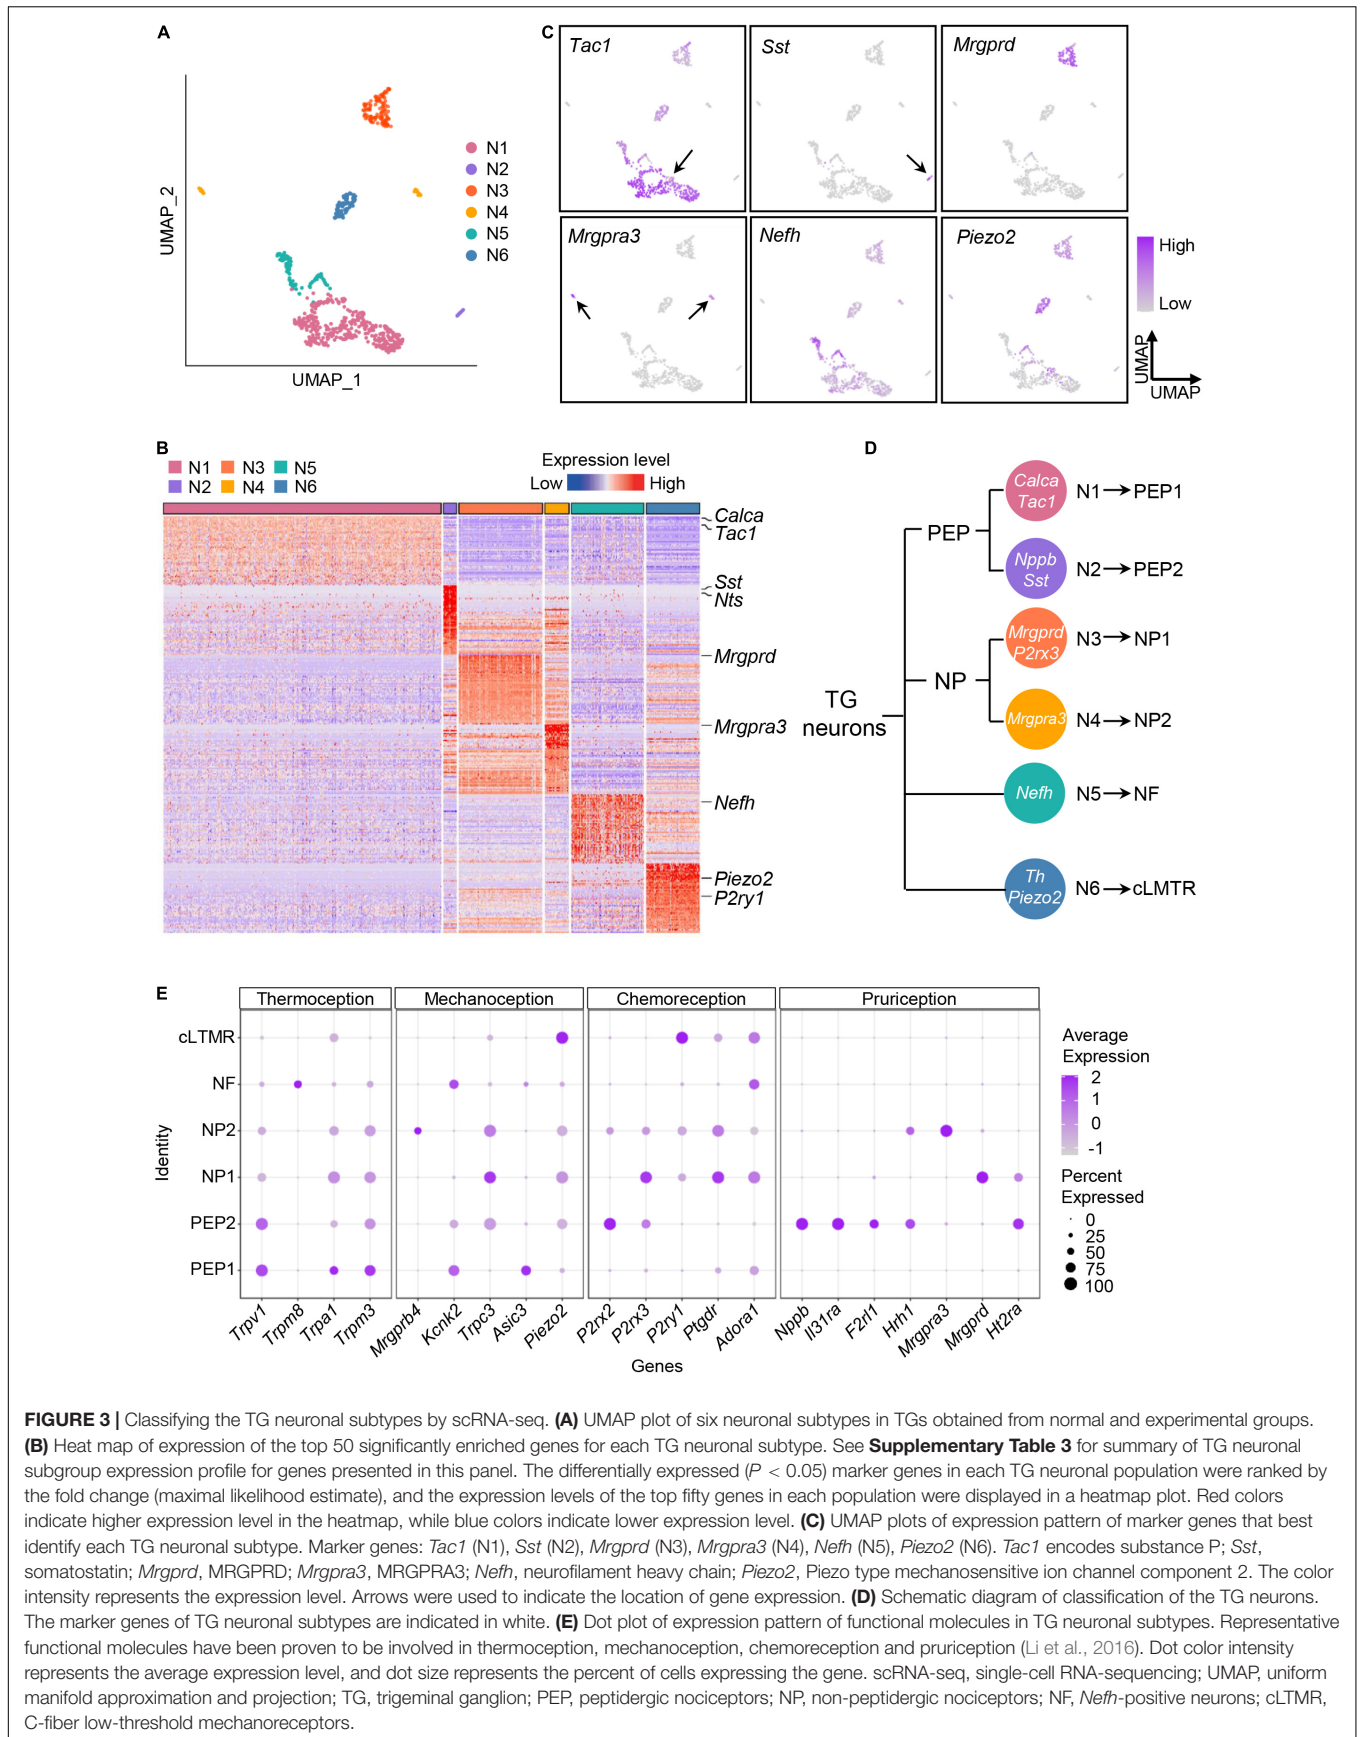 A
UMAP_2
UMAP_1
N1
N2
N3
N4
N5
N6
C
Tac1
Sst
Mrgprd
Mrgpra3
Nefh
Piezo2
High
Low
UMAP
UMAP
B
N1 N3 N5
N2 N4 N6
Expression level
Low High
Calca
Tac1
Sst
Nts
Mrgprd
Mrgpra3
Nefh
Piezo2
P2ry1
D
TG
neurons
PEP
NP
Calca
Tac1
N1 PEP1
Nppb
Sst
N2 PEP2
Mrgprd
P2rx3
N3 NP1
Mrgpra3
N4 NP2
Nefh
N5 NF
Th
Piezo2
N6 cLMTR
E
Thermoception Mechanoception Chemoreception Pruriception
Identity
cLTMR
NF
NP2
NP1
PEP2
PEP1
Trpv1 Trpm8 Trpa1 Trpm3 Mrgprb4 Kcnk2 Trpc3 Asic3 Piezo2 P2rx2 P2rx3 P2ry1 Ptgdr Adora1 Nppb Il31ra F2rl1 Hrh1 Mrgpra3 Mrgprd Ht2ra
Genes
Average
Expression
2
1
0
-1
Percent
Expressed
0
25
50
75
100
FIGURE 3 | Classifying the TG neuronal subtypes by scRNA-seq. (A) UMAP plot of six neuronal subtypes in TGs obtained from normal and experimental groups.
(B) Heat map of expression of the top 50 significantly enriched genes for each TG neuronal subtype. See Supplementary Table 3 for summary of TG neuronal
subgroup expression profile for genes presented in this panel. The differentially expressed (P < 0.05) marker genes in each TG neuronal population were ranked by
the fold change (maximal likelihood estimate), and the expression levels of the top fifty genes in each population were displayed in a heatmap plot. Red colors
indicate higher expression level in the heatmap, while blue colors indicate lower expression level. (C) UMAP plots of expression pattern of marker genes that best
identify each TG neuronal subtype. Marker genes: Tac1 (N1), Sst (N2), Mrgprd (N3), Mrgpra3 (N4), Nefh (N5), Piezo2 (N6). Tac1 encodes substance P; Sst,
somatostatin; Mrgprd, MRGPRD; Mrgpra3, MRGPRA3; Nefh, neurofilament heavy chain; Piezo2, Piezo type mechanosensitive ion channel component 2. The color
intensity represents the expression level. Arrows were used to indicate the location of gene expression. (D) Schematic diagram of classification of the TG neurons.
The marker genes of TG neuronal subtypes are indicated in white. (E) Dot plot of expression pattern of functional molecules in TG neuronal subtypes. Representative
functional molecules have been proven to be involved in thermoception, mechanoception, chemoreception and pruriception (Li et al., 2016). Dot color intensity
represents the average expression level, and dot size represents the percent of cells expressing the gene. scRNA-seq, single-cell RNA-sequencing; UMAP, uniform
manifold approximation and projection; TG, trigeminal ganglion; PEP, peptidergic nociceptors; NP, non-peptidergic nociceptors; NF, Nefh-positive neurons; cLTMR,
C-fiber low-threshold mechanoreceptors.